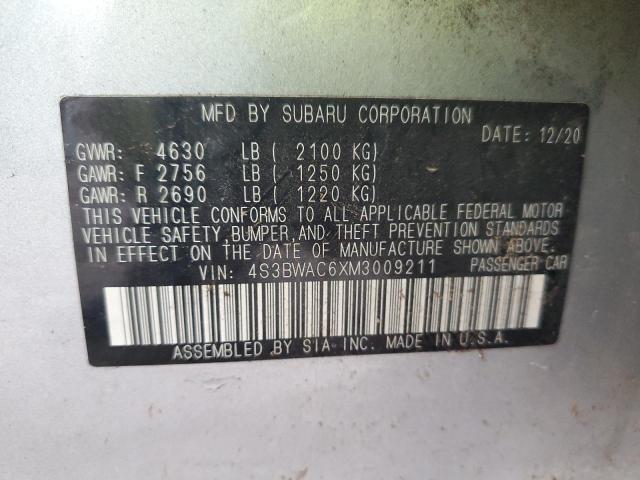 MFD BY SUBARU CORPORATION
DATE: 12/20
GVWR: 4630 LB ( 2100 KG)
GAWR: F 2756 LB ( 1250 KG)
GAWR: R 2690 LB ( 1220 KG)
THIS VEHICLE CONFORMS TO ALL APPLICABLE FEDERAL MOTOR
VEHICLE SAFETY, BUMPER, AND THEFT PREVENTION STANDARDS
IN EFFECT ON THE DATE OF MANUFACTURE SHOWN ABOVE.
VIN: 4S3BWAC6XM3009211 PASSENGER CAR
ASSEMBLED BY SIA INC. MADE IN U.S.A.